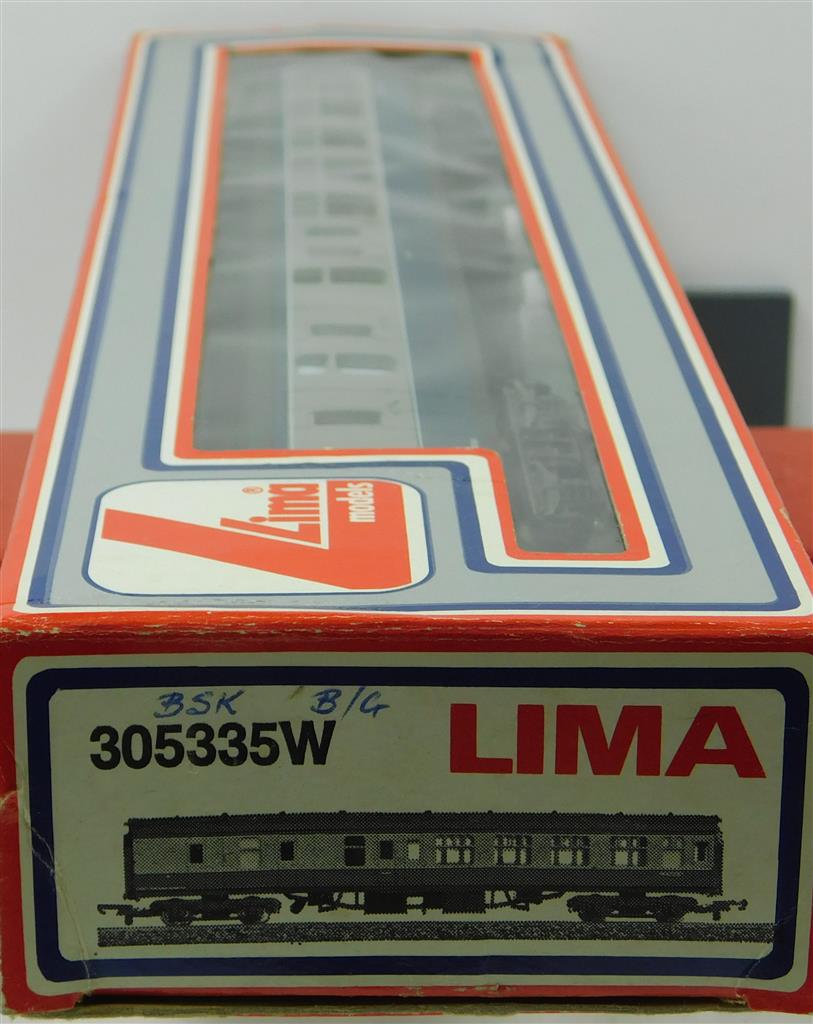 Lima®
models
BSK B/G
305335W LIMA